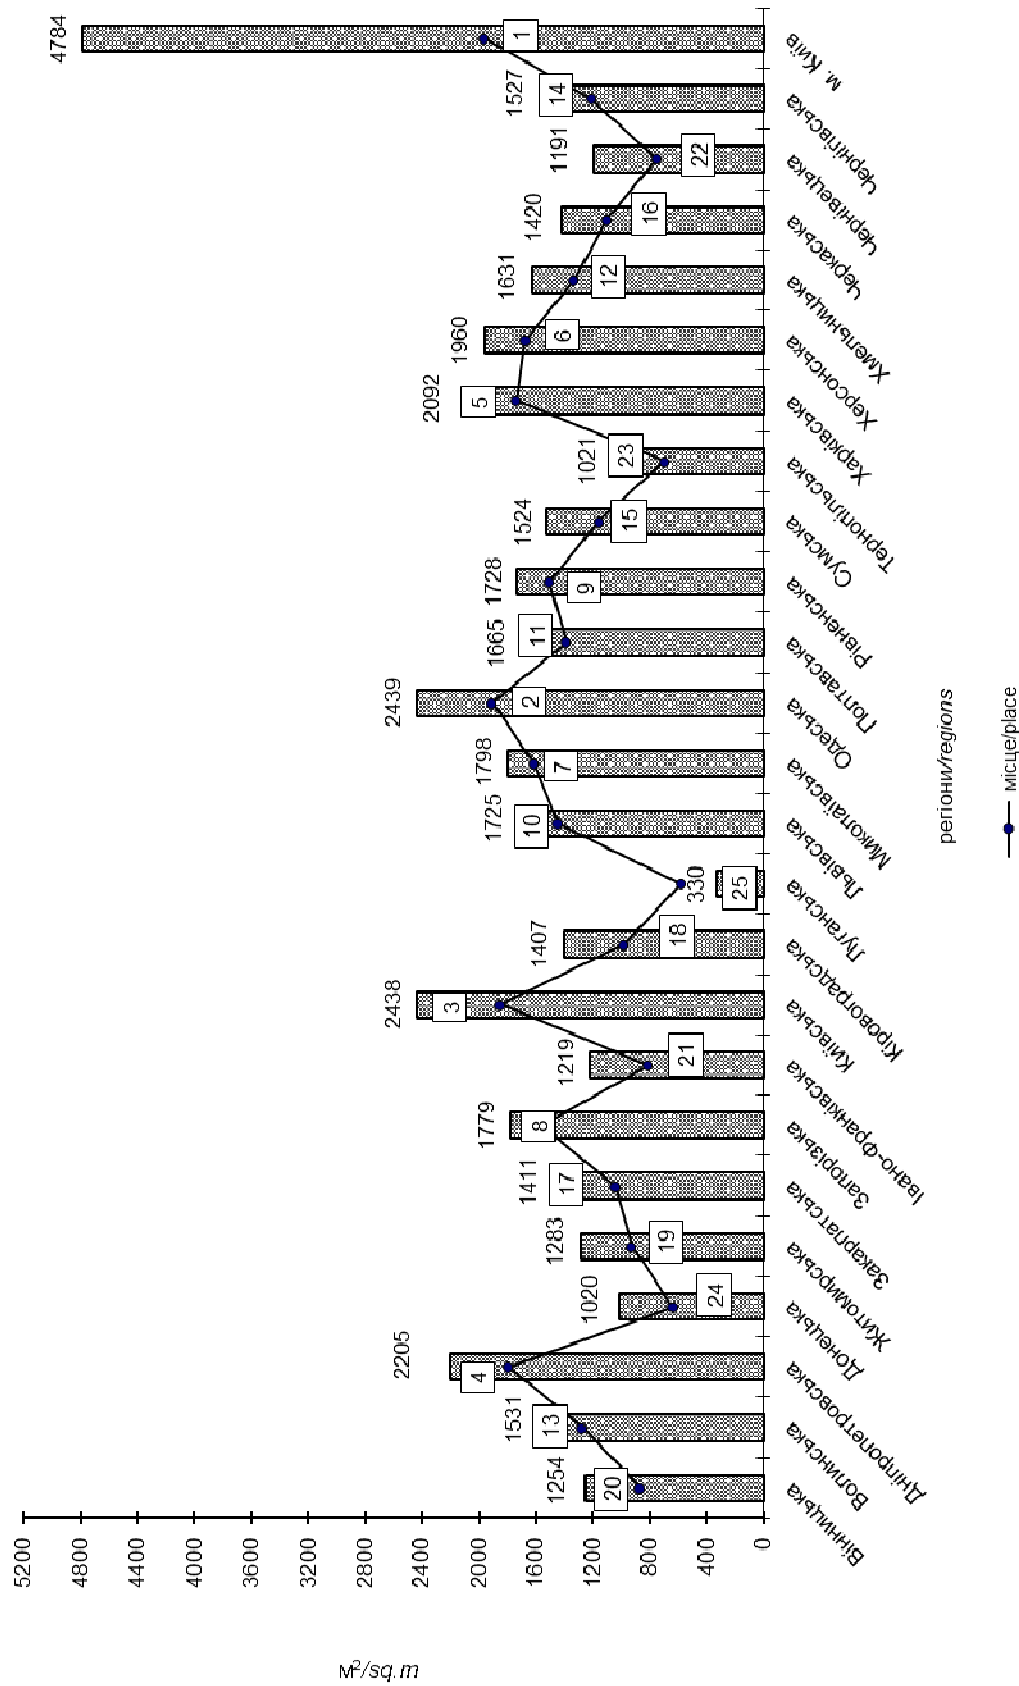 м²/sq.m
5200
4800
4400
4000
3600
3200
2800
2400
2000
1600
1200
800
400
0
1254
1531
2205
1020
1283
1411
1779
1219
2438
1407
330
1725
1798
2439
1665
1728
1524
1021
2092
1960
1631
1420
1191
1527
4784
20
13
4
24
19
17
8
21
3
18
25
10
7
2
11
9
15
23
5
6
12
16
22
14
1
Вінницька
Волинська
Дніпропетровська
Донецька
Житомирська
Закарпатська
Запрізька
Івано-Франківська
Київська
Кіровоградська
Луганська
Львівська
Миколаївська
Одеська
Полтавська
Рівненська
Сумська
Тернопільська
Харківська
Херсонська
Хмельницька
Черкаська
Чернівецька
Чернігівська
м. Київ
регіони/regions
місце/place